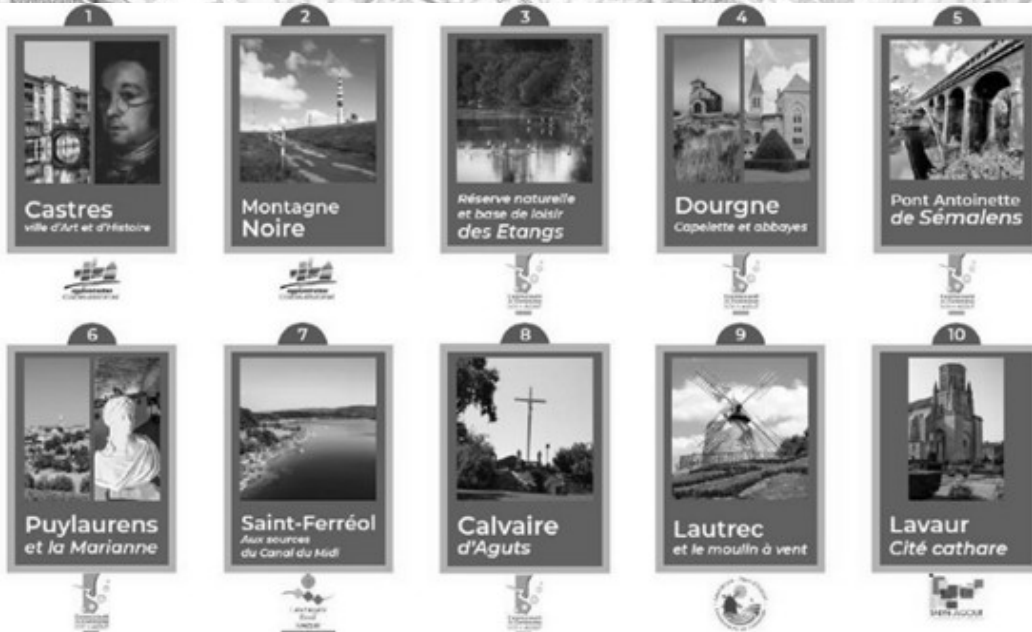 1
Castres
ville d'Art et d'Histoire
2
Montagne
Noire
3
Réserve naturelle
et base de loisir
des Etangs
4
Dourgne
Capelette et abbayes
5
Pont Antoinette
de Sémalens
6
Puylaurens
et la Marianne
7
Saint-Ferréol
Aux sources
du Canal du Midi
8
Calvaire
d'Aguts
9
Lautrec
et le moulin à vent
10
Lavaur
Cité cathare